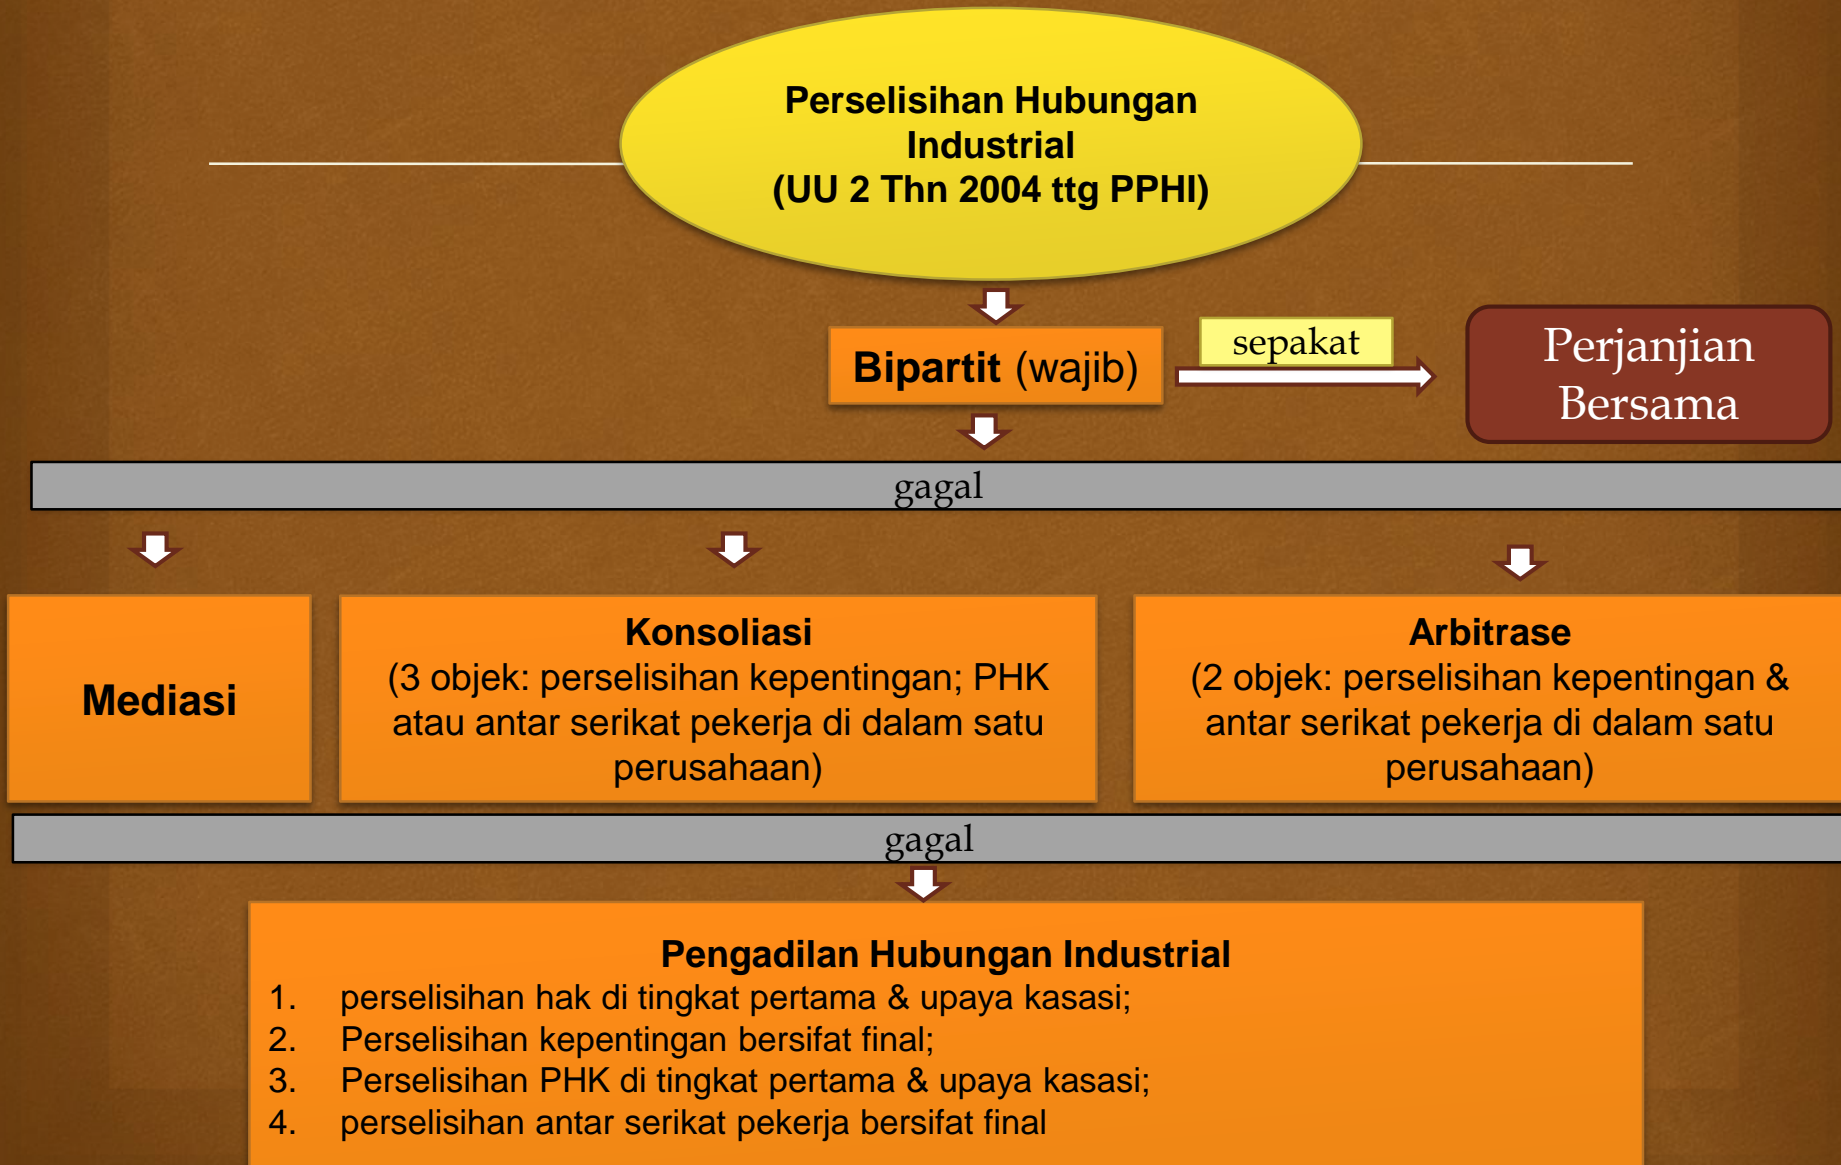 Perselisihan Hubungan
Industrial
(UU 2 Thn 2004 ttg PPHI)
Bipartit (wajib)
sepakat
Perjanjian
Bersama
gagal
Mediasi
Konsoliasi
(3 objek: perselisihan kepentingan; PHK
atau antar serikat pekerja di dalam satu
perusahaan)
Arbitrase
(2 objek: perselisihan kepentingan &
antar serikat pekerja di dalam satu
perusahaan)
gagal
Pengadilan Hubungan Industrial
1. perselisihan hak di tingkat pertama & upaya kasasi;
2. Perselisihan kepentingan bersifat final;
3. Perselisihan PHK di tingkat pertama & upaya kasasi;
4. perselisihan antar serikat pekerja bersifat final